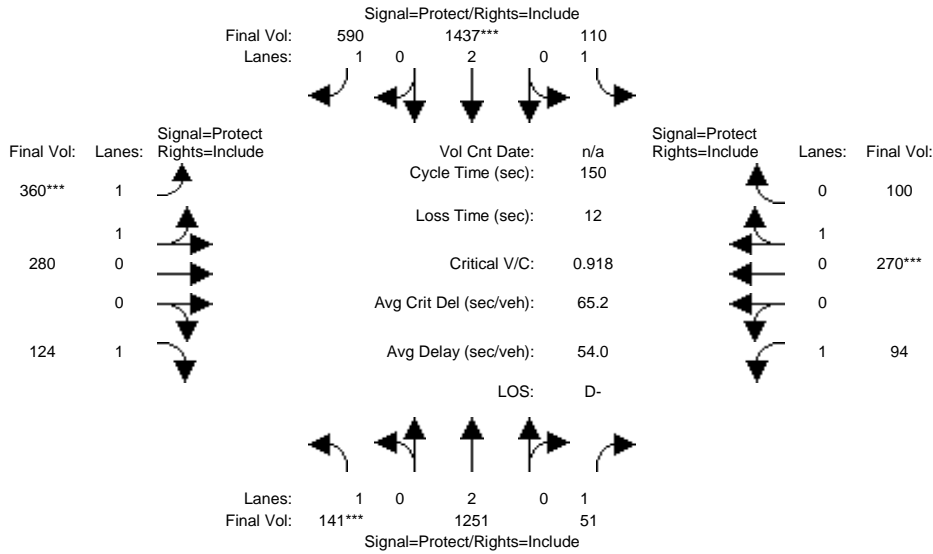 Signal=Protect/Rights=Include
Final Vol: 590 1437*** 110
Lanes: 1 0 2 0 1
Signal=Protect
Final Vol: Lanes: Rights=Include
Vol Cnt Date: n/a
Signal=Protect
Rights=Include Lanes: Final Vol:
Cycle Time (sec): 150
360*** 1
0 100
Loss Time (sec): 12
1
1
280 0
Critical V/C: 0.918
0 270***
0
Avg Crit Del (sec/veh): 65.2
0
124 1
Avg Delay (sec/veh): 54.0
1 94
LOS: D-
Lanes: 1 0 2 0 1
Final Vol: 141*** 1251 51
Signal=Protect/Rights=Include